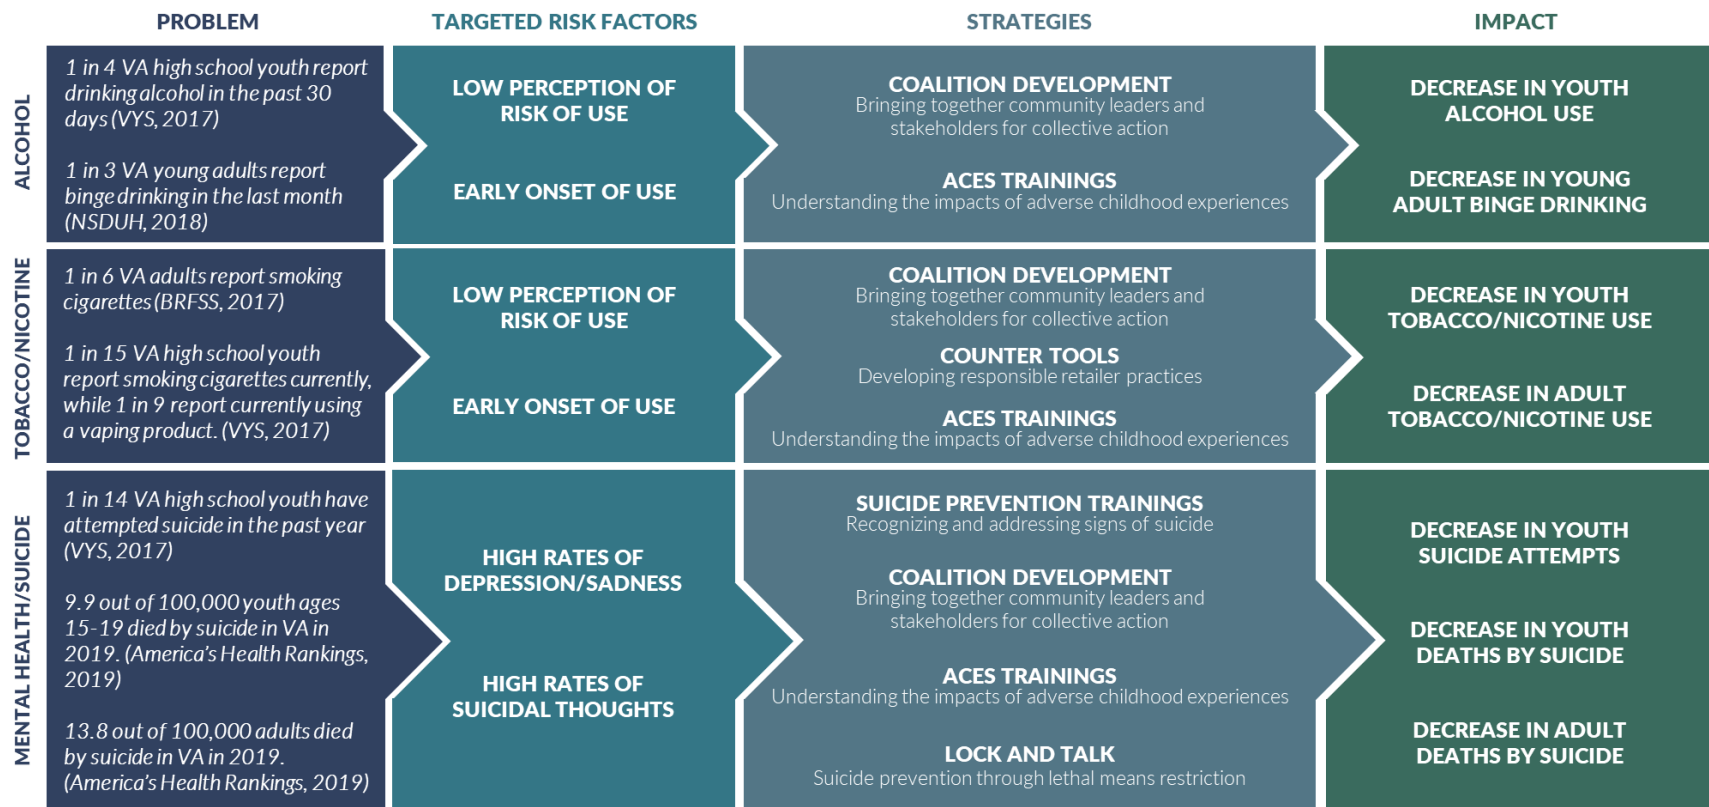 PROBLEM
TARGETED RISK FACTORS
STRATEGIES
IMPACT
ALCOHOL
1 in 4 VA high school youth report
drinking alcohol in the past 30
days (VYS, 2017)
1 in 3 VA young adults report
binge drinking in the last month
(NSDUH, 2018)
LOW PERCEPTION OF
RISK OF USE
EARLY ONSET OF USE
COALITION DEVELOPMENT
Bringing together community leaders and
stakeholders for collective action
ACES TRAININGS
Understanding the impacts of adverse childhood experiences
DECREASE IN YOUTH
ALCOHOL USE
DECREASE IN YOUNG
ADULT BINGE DRINKING
TOBACCO/NICOTINE
1 in 6 VA adults report smoking
cigarettes (BRFSS, 2017)
1 in 15 VA high school youth
report smoking cigarettes currently,
while 1 in 9 report currently using
a vaping product. (VYS, 2017)
LOW PERCEPTION OF
RISK OF USE
EARLY ONSET OF USE
COALITION DEVELOPMENT
Bringing together community leaders and
stakeholders for collective action
COUNTER TOOLS
Developing responsible retailer practices
ACES TRAININGS
Understanding the impacts of adverse childhood experiences
DECREASE IN YOUTH
TOBACCO/NICOTINE USE
DECREASE IN ADULT
TOBACCO/NICOTINE USE
MENTAL HEALTH/SUICIDE
1 in 14 VA high school youth have
attempted suicide in the past year
(VYS, 2017)
9.9 out of 100,000 youth ages
15-19 died by suicide in VA in
2019. (America's Health Rankings,
2019)
13.8 out of 100,000 adults died
by suicide in VA in 2019.
(America's Health Rankings, 2019)
HIGH RATES OF
DEPRESSION/SADNESS
HIGH RATES OF
SUICIDAL THOUGHTS
SUICIDE PREVENTION TRAININGS
Recognizing and addressing signs of suicide
COALITION DEVELOPMENT
Bringing together community leaders and
stakeholders for collective action
ACES TRAININGS
Understanding the impacts of adverse childhood experiences
LOCK AND TALK
Suicide prevention through lethal means restriction
DECREASE IN YOUTH
SUICIDE ATTEMPTS
DECREASE IN YOUTH
DEATHS BY SUICIDE
DECREASE IN ADULT
DEATHS BY SUICIDE